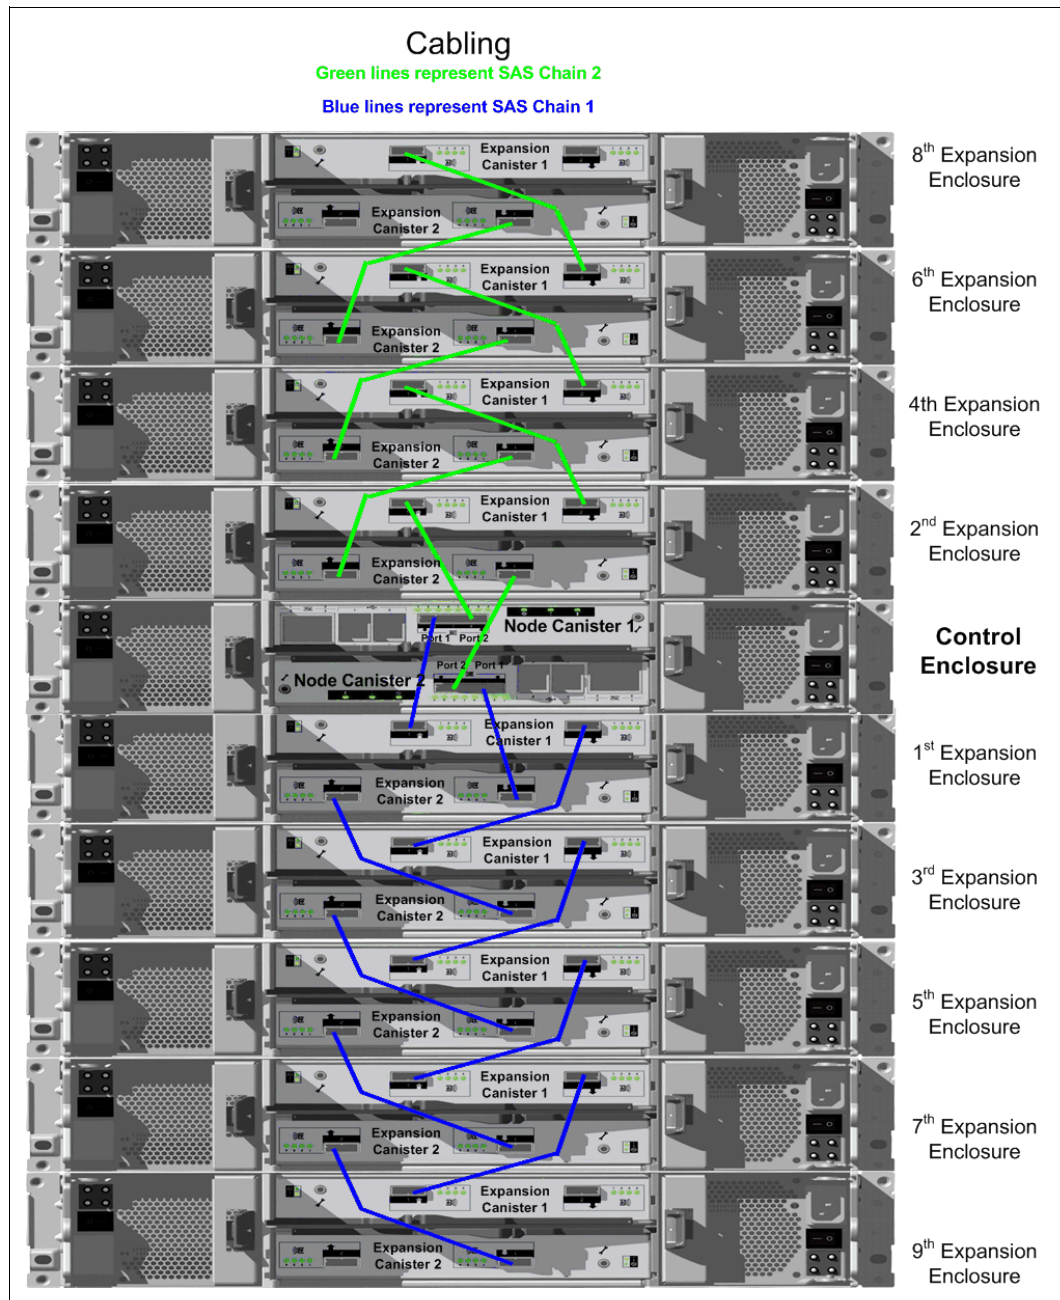 Cabling
Green lines represent SAS Chain 2
Blue lines represent SAS Chain 1
Expansion
Canister 1
Expansion
Canister 2
8th Expansion
Enclosure
Expansion
Canister 1
Expansion
Canister 2
6th Expansion
Enclosure
Expansion
Canister 1
Expansion
Canister 2
4th Expansion
Enclosure
Expansion
Canister 1
Expansion
Canister 2
2nd Expansion
Enclosure
Node Canister 1
Port 1 Port 2
Port 2 Port 1
Node Canister 2
Control
Enclosure
Expansion
Canister 1
Expansion
Canister 2
1st Expansion
Enclosure
Expansion
Canister 1
Expansion
Canister 2
3rd Expansion
Enclosure
Expansion
Canister 1
Expansion
Canister 2
5th Expansion
Enclosure
Expansion
Canister 1
Expansion
Canister 2
7th Expansion
Enclosure
Expansion
Canister 1
Expansion
Canister 2
9th Expansion
Enclosure